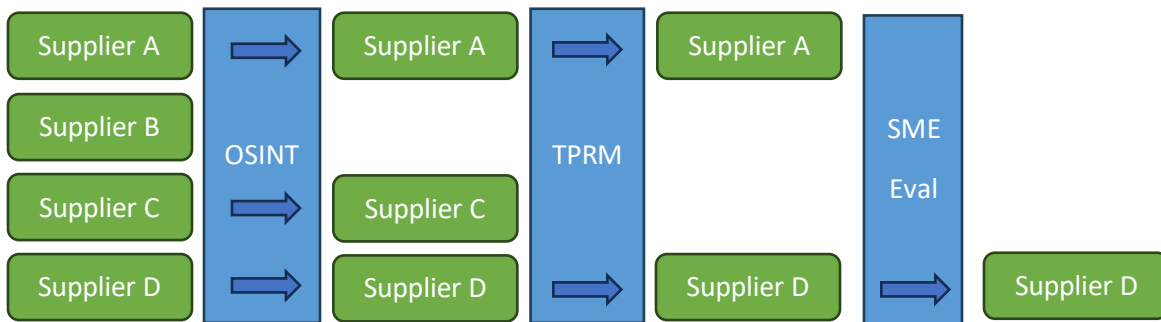 Supplier A
Supplier B
Supplier C
Supplier D
OSINT
Supplier A
Supplier C
Supplier D
TPRM
Supplier A
Supplier D
SME
Eval
Supplier D